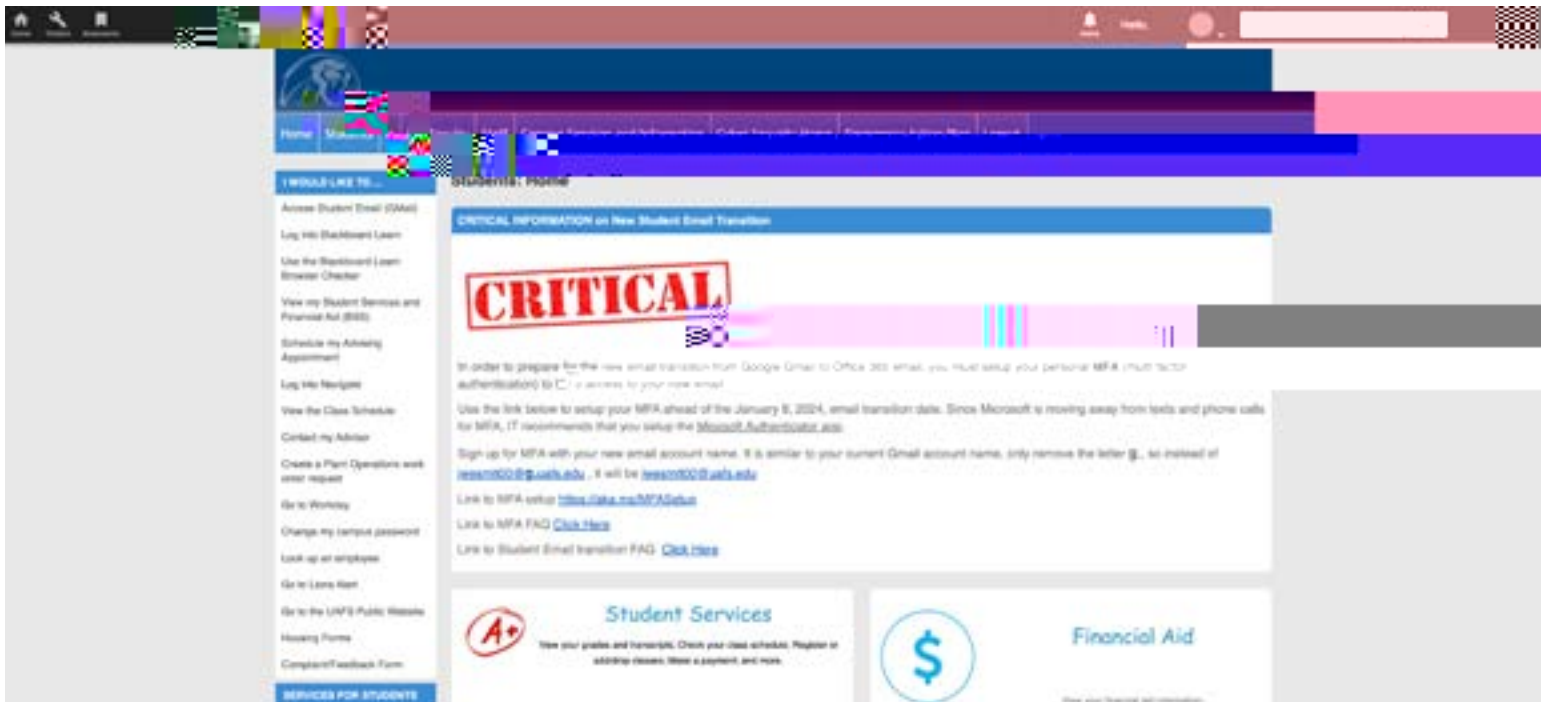 Home
Hello,
Home
I WOULD LIKE TO...
Access Student Email (GMail)
Log into Blackboard Learn
Use the Blackboard Learn
Browser Checker
View my Student Services and
Financial Aid (BSS)
Schedule my Advising
Appointment
Log into Navigate
View the Class Schedule
Contact my Advisor
Create a Plant Operations work
order request
Go to Workday
Change my campus password
Look up an employee
Go to Lions Alert
Go to the UAFS Public Website
Housing Forms
Complaint/Feedback Form
SERVICES FOR STUDENTS
Students: Home
CRITICAL INFORMATION on New Student Email Transition
CRITICAL
In order to prepare for the new email transition from Google Gmail to Office 365 email, you must setup your personal MFA (multi factor
authentication) to access to your new email
Use the link below to setup your MFA ahead of the January 8, 2024, email transition date. Since Microsoft is moving away from texts and phone calls
for MFA, IT recommends that you setup the Microsoft Authenticator app.
Sign up for MFA with your new email account name. It is similar to your current Gmail account name, only remove the letter g., so instead of
, it will be
Link to MFA setup https://aka.ms/MFASetup
Link to MFA FAQ Click Here
Link to Student Email transition FAQ Click Here
Student Services
View your grades and transcripts. Check your class schedule. Register or
add/drop classes. Make a payment, and more.
Financial Aid